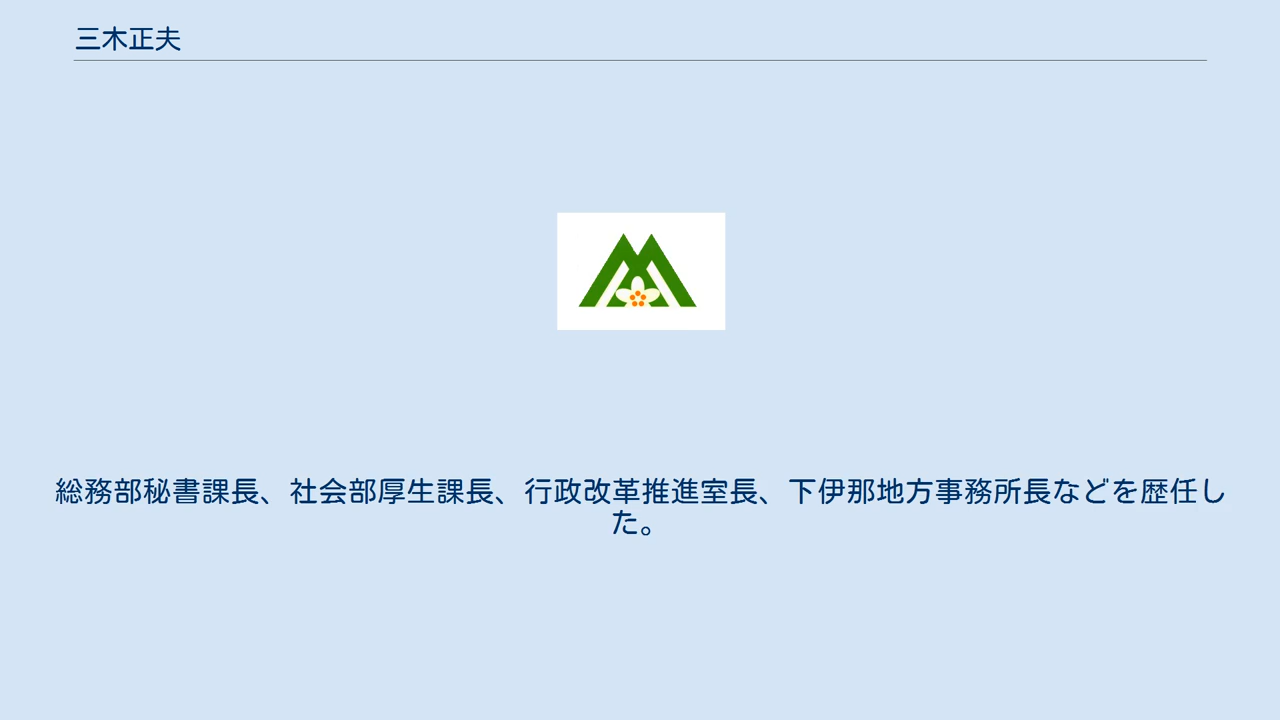 三木正夫
総務部秘書課長、社会部厚生課長、行政改革推進室長、下伊那地方事務所長などを歴任し
た。